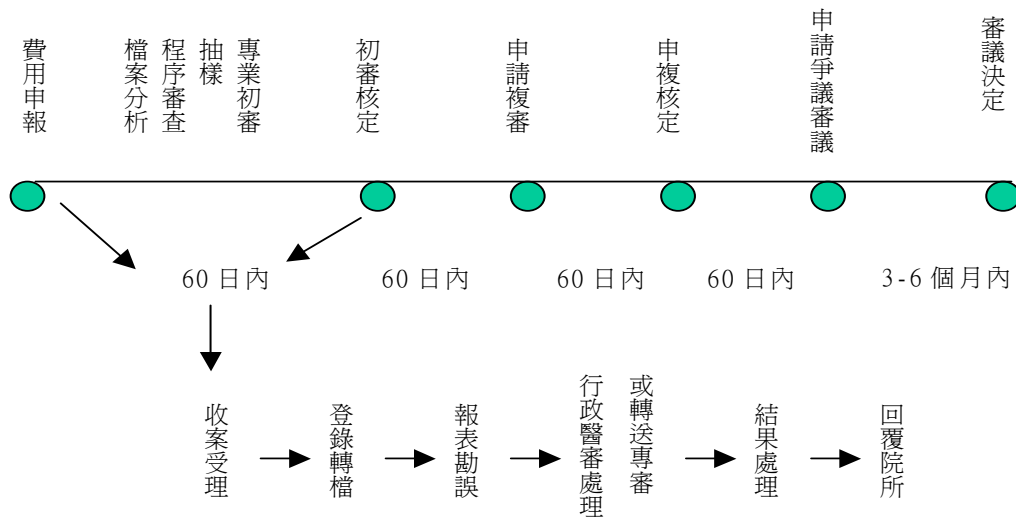 費用申報
檔案分析
程序審查
抽樣
專業初審
初審核定
申請複審
申複核定
申請爭議審議
審議決定
60 日內
60 日內
60 日內
60 日內
3-6 個月內
收案受理
登錄轉檔
報表勘誤
行政醫審處理
或轉送專審
結果處理
回覆院所